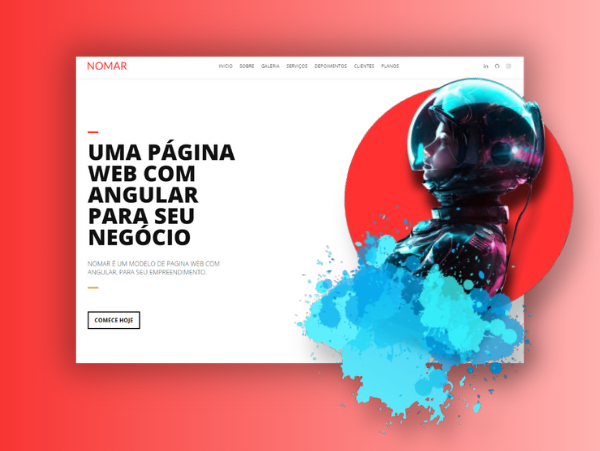 NOMAR
INICIO SOBRE GALERIA SERVIÇOS DEPOIMENTOS CLIENTES PLANOS
UMA PÁGINA
WEB COM
ANGULAR
PARA SEU
NEGÓCIO
NOMAR É UM MODELO DE PAGINA WEB COM
ANGULAR, PARA SEU EMPREENDIMENTO.
COMECE HOJE